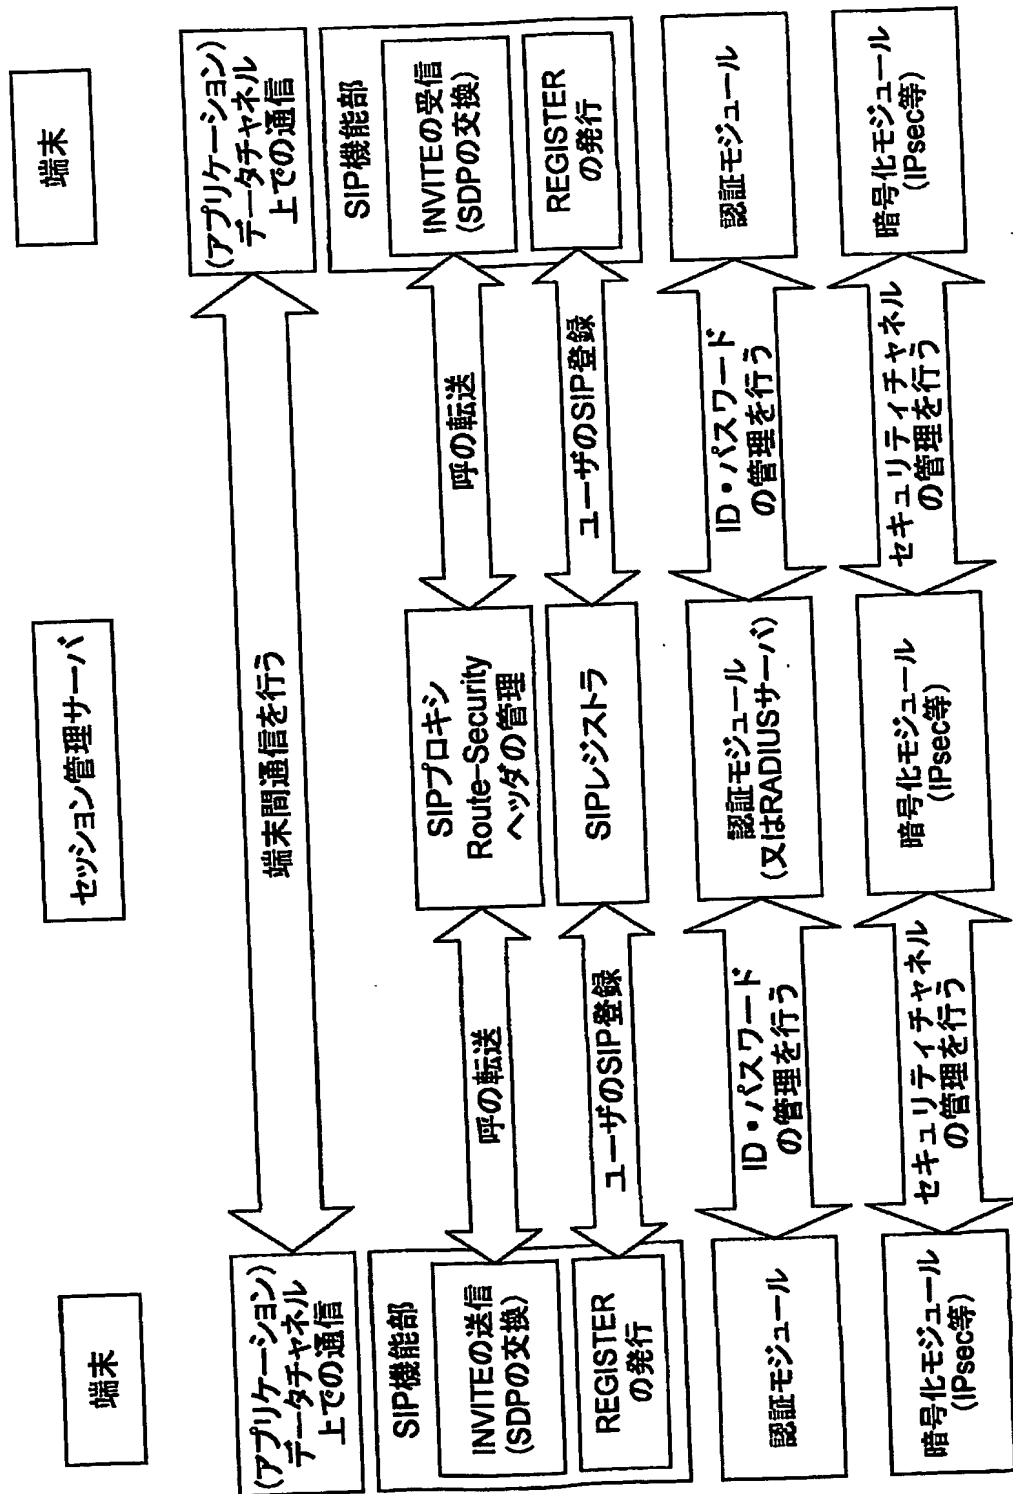 端末
セッション管理サーバ
端末
(アプリケーション)
データチャネル
上での通信
端末間通信を行う
(アプリケーション)
データチャネル
上での通信
SIP機能部
INVITEの送信
(SDPの交換)
呼の転送
SIPプロキシ
Route-Security
ヘッダの管理
呼の転送
SIP機能部
INVITEの受信
(SDPの交換)
REGISTER
の発行
ユーザのSIP登録
SIPレジストラ
ユーザのSIP登録
REGISTER
の発行
認証モジュール
ID・パスワード
の管理を行う
認証モジュール
(又はRADIUSサーバ)
ID・パスワード
の管理を行う
認証モジュール
暗号化モジュール
(IPsec等)
セキュリティチャネル
の管理を行う
暗号化モジュール
(IPsec等)
セキュリティチャネル
の管理を行う
暗号化モジュール
(IPsec等)